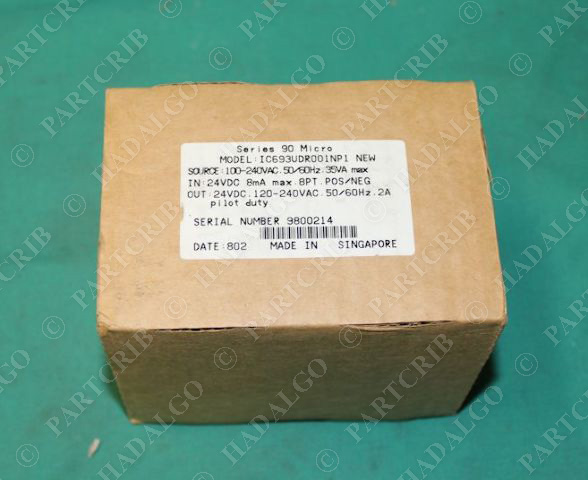 Series 90 Micro
MODEL:IC693UDR001NP1 NEW
SOURCE:100-240VAC.50/60Hz.35VA max
IN:24VDC 8mA max.8PT.POS/NEG
OUT:24VDC.120-240VAC.50/60Hz.2A
pilot duty
SERIAL NUMBER 9800214
DATE:802 MADE IN SINGAPORE
© PARTCRIB
© HADALGO